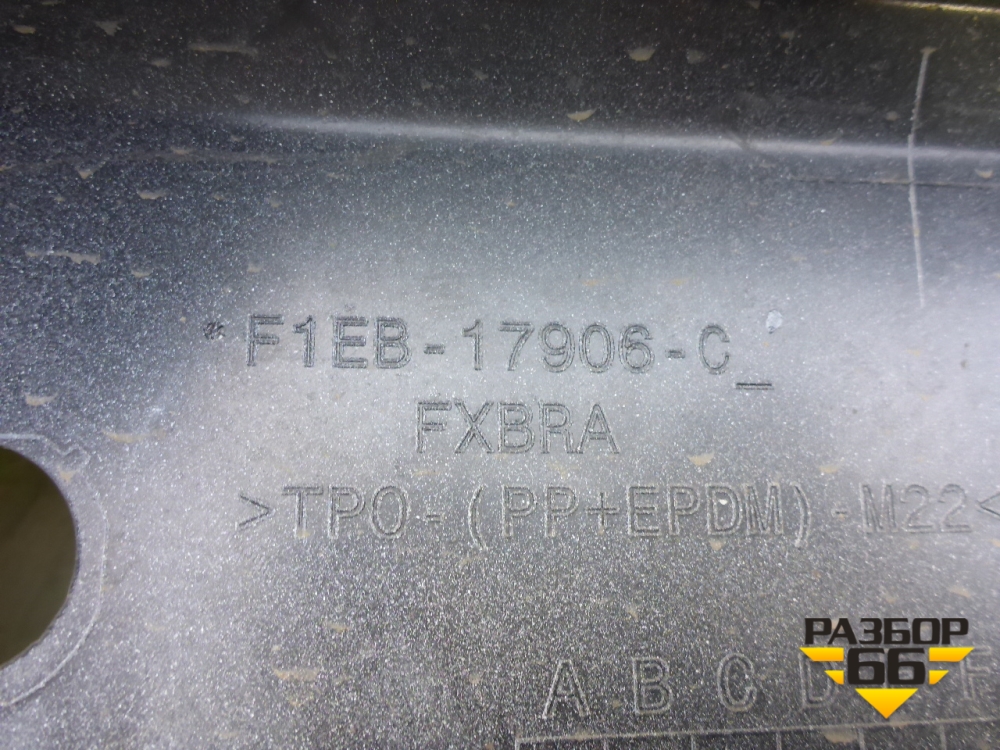 F1EB-17906-C_
FXBRA
>TPO-(PP+EPDM)-M22<
A B C D F
РАЗБОР
66